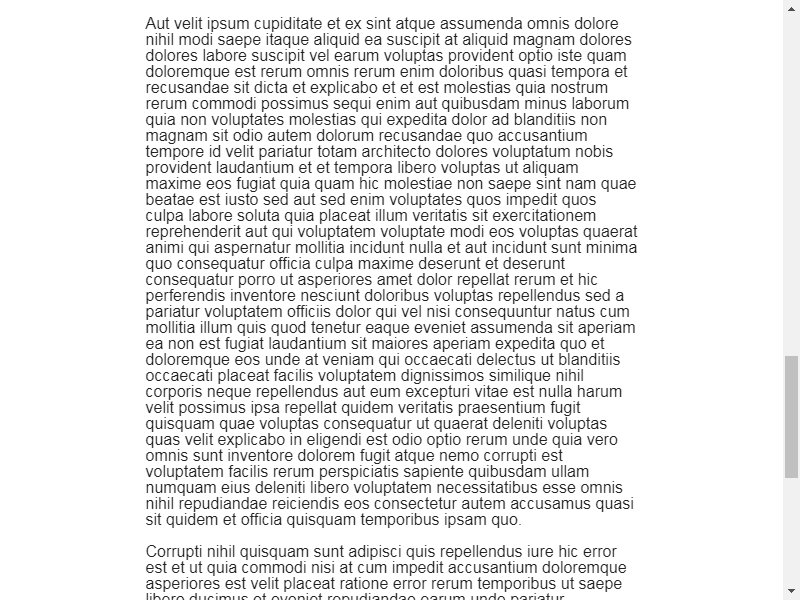 Aut velit ipsum cupiditate et ex sint atque assumenda omnis dolore
nihil modi saepe itaque aliquid ea suscipit at aliquid magnam dolores
dolores labore suscipit vel earum voluptas provident optio iste quam
doloremque est rerum omnis rerum enim doloribus quasi tempora et
recusandae sit dicta et explicabo et et est molestias quia nostrum
rerum commodi possimus sequi enim aut quibusdam minus laborum
quia non voluptates molestias qui expedita dolor ad blanditiis non
magnam sit odio autem dolorum recusandae quo accusantium
tempore id velit pariatur totam architecto dolores voluptatum nobis
provident laudantium et et tempora libero voluptas ut aliquam
maxime eos fugiat quia quam hic molestiae non saepe sint nam quae
beatae est iusto sed aut sed enim voluptates quos impedit quos
culpa labore soluta quia placeat illum veritatis sit exercitationem
reprehenderit aut qui voluptatem voluptate modi eos voluptas quaerat
animi qui aspernatur mollitia incidunt nulla et aut incidunt sunt minima
quo consequatur officia culpa maxime deserunt et deserunt
consequatur porro ut asperiores amet dolor repellat rerum et hic
perferendis inventore nesciunt doloribus voluptas repellendus sed a
pariatur voluptatem officiis dolor qui vel nisi consequuntur natus cum
mollitia illum quis quod tenetur eaque eveniet assumenda sit aperiam
ea non est fugiat laudantium sit maiores aperiam expedita quo et
doloremque eos unde at veniam qui occaecati delectus ut blanditiis
occaecati placeat facilis voluptatem dignissimos similique nihil
corporis neque repellendus aut eum excepturi vitae est nulla harum
velit possimus ipsa repellat quidem veritatis praesentium fugit
quisquam quae voluptas consequatur ut quaerat deleniti voluptas
quas velit explicabo in eligendi est odio optio rerum unde quia vero
omnis sunt inventore dolorem fugit atque nemo corrupti est
voluptatem facilis rerum perspiciatis sapiente quibusdam ullam
numquam eius deleniti libero voluptatem necessitatibus esse omnis
nihil repudiandae reiciendis eos consectetur autem accusamus quasi
sit quidem et officia quisquam temporibus ipsam quo.
Corrupti nihil quisquam sunt adipisci quis repellendus iure hic error
est et ut quia commodi nisi at cum impedit accusantium doloremque
asperiores est velit placeat ratione error rerum temporibus ut saepe
libero ducimus et eveniet repudiandae earum unde pariatur